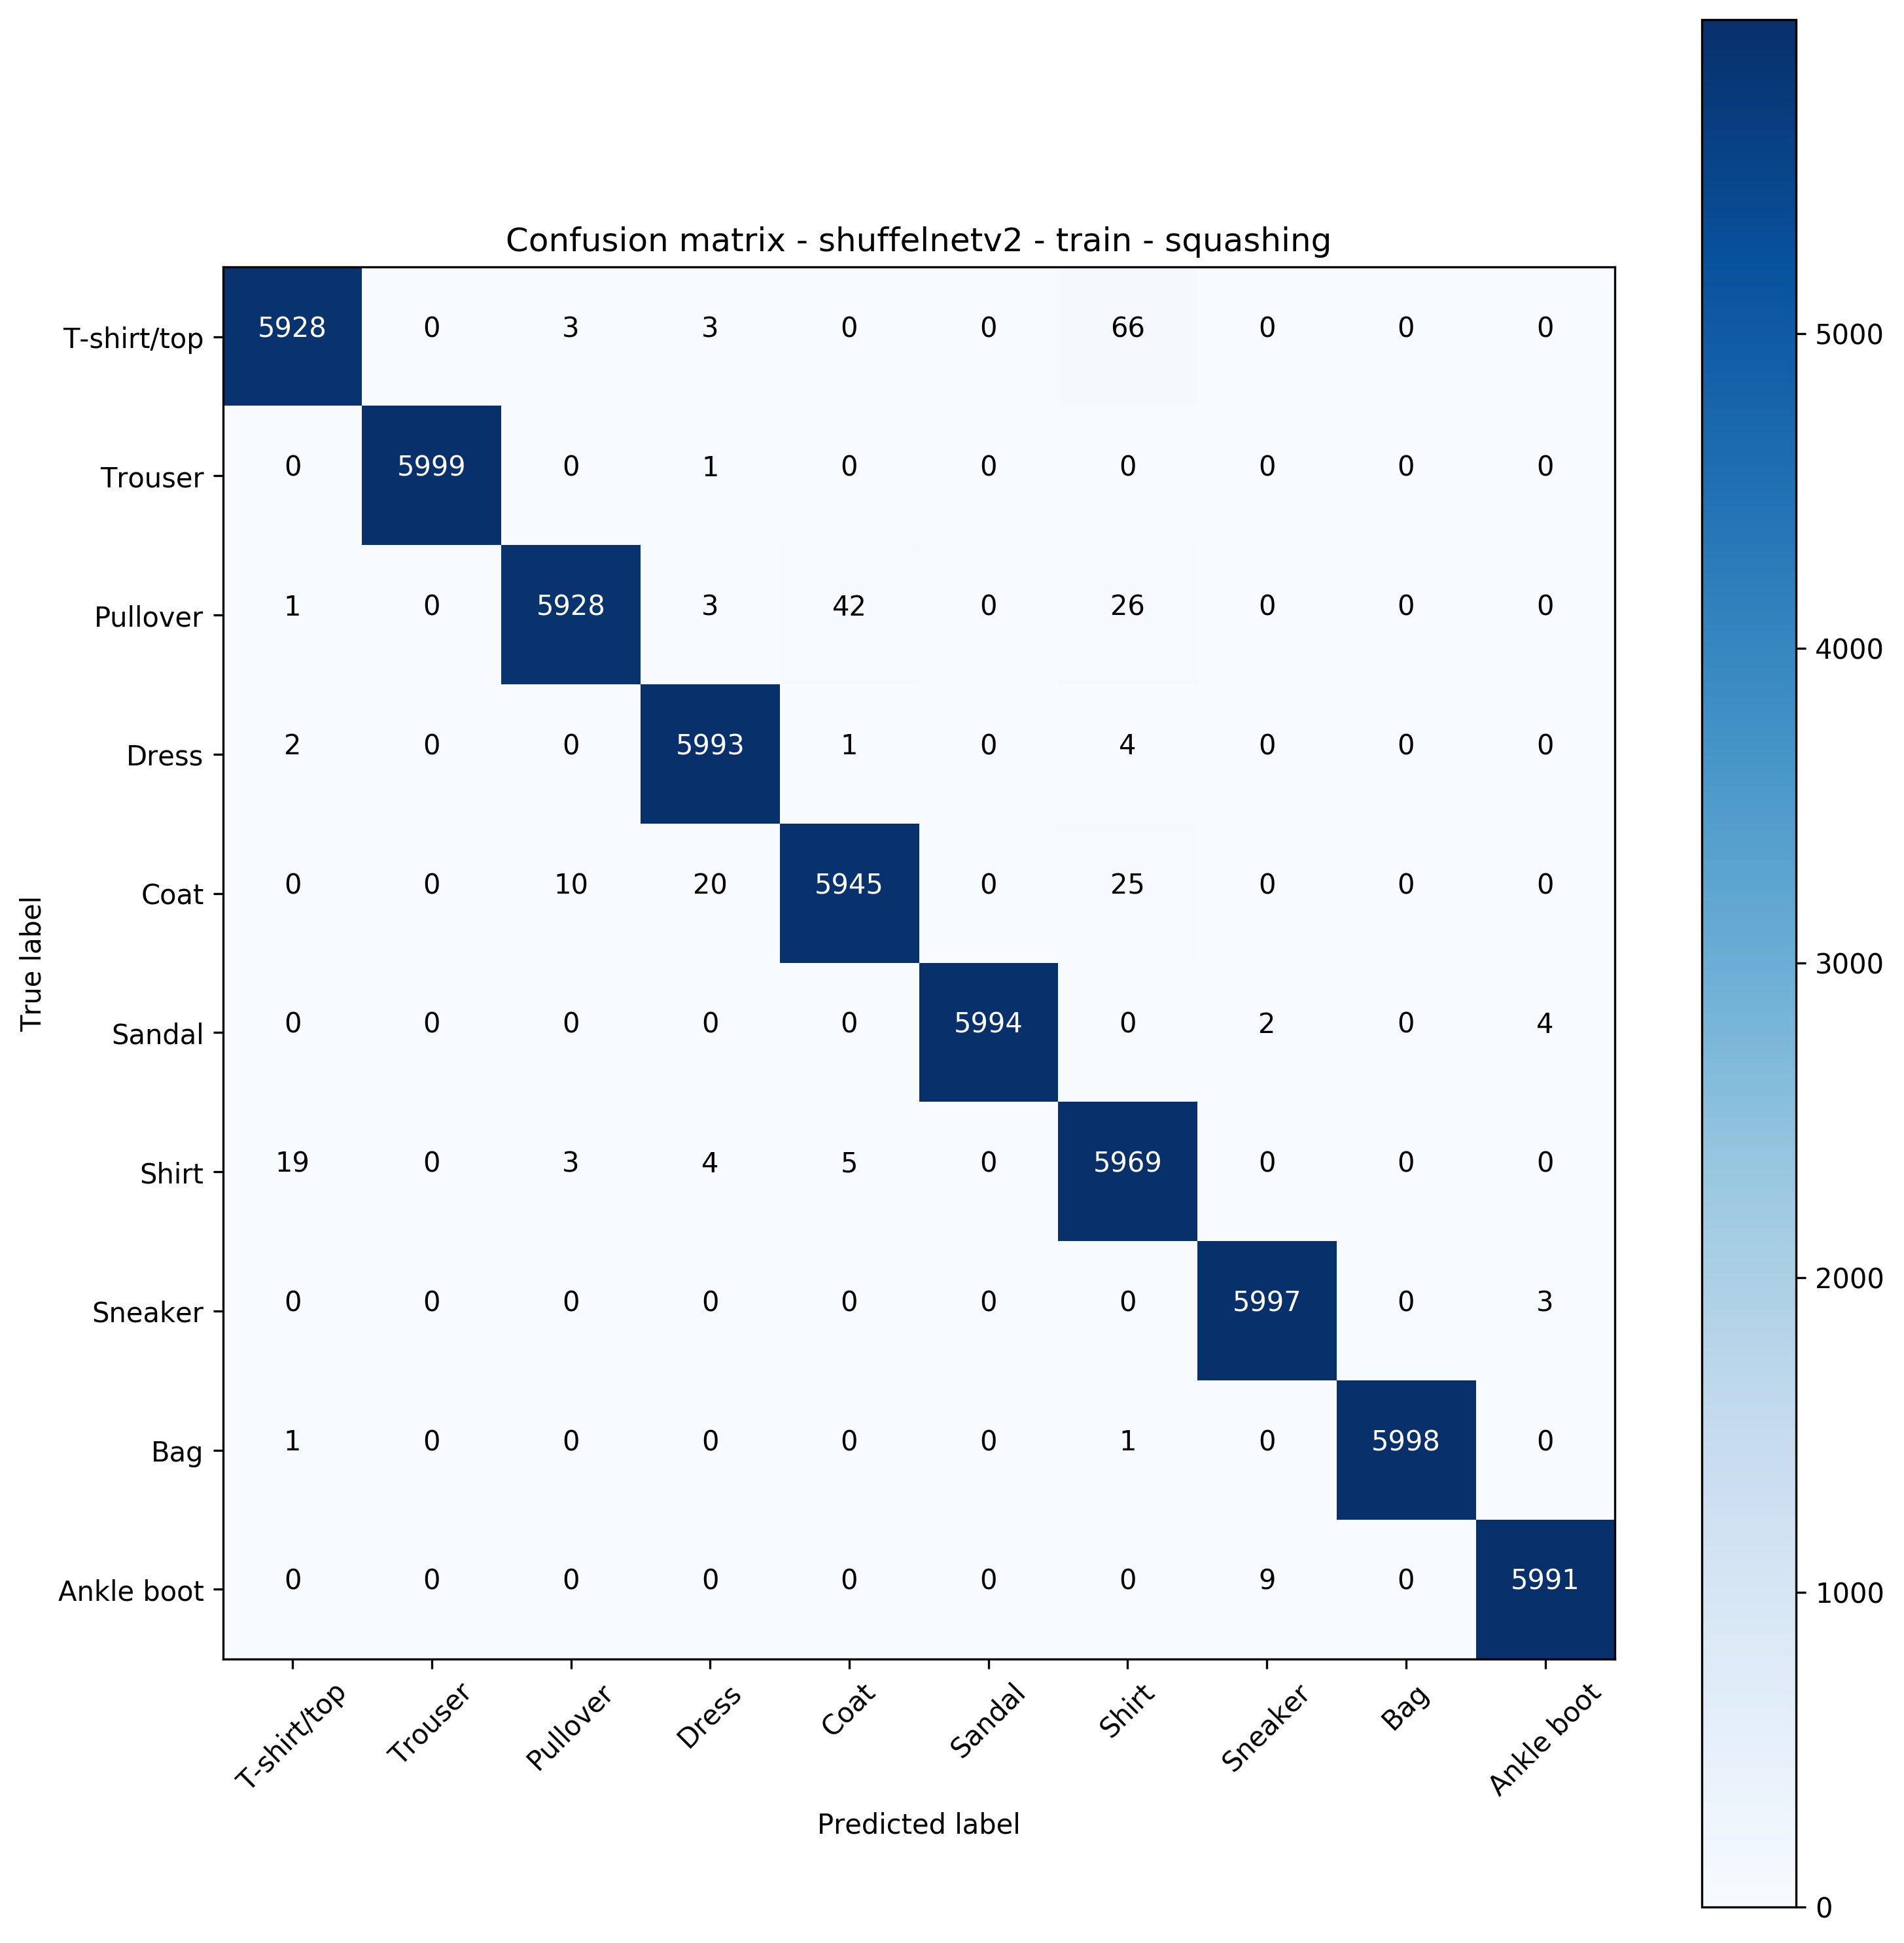 Confusion matrix - shuffelnetv2 - train - squashing
T-shirt/top 5928 0 3 3 0 0 66 0 0 0
Trouser 0 5999 0 1 0 0 0 0 0 0
Pullover 1 0 5928 3 42 0 26 0 0 0
Dress 2 0 0 5993 1 0 4 0 0 0
Coat 0 0 10 20 5945 0 25 0 0 0
Sandal 0 0 0 0 0 5994 0 2 0 4
Shirt 19 0 3 4 5 0 5969 0 0 0
Sneaker 0 0 0 0 0 0 0 5997 0 3
Bag 1 0 0 0 0 0 1 0 5998 0
Ankle boot 0 0 0 0 0 0 0 9 0 5991
T-shirt/top Trouser Pullover Dress Coat Sandal Shirt Sneaker Bag Ankle boot
Predicted label
True label
5000
4000
3000
2000
1000
0